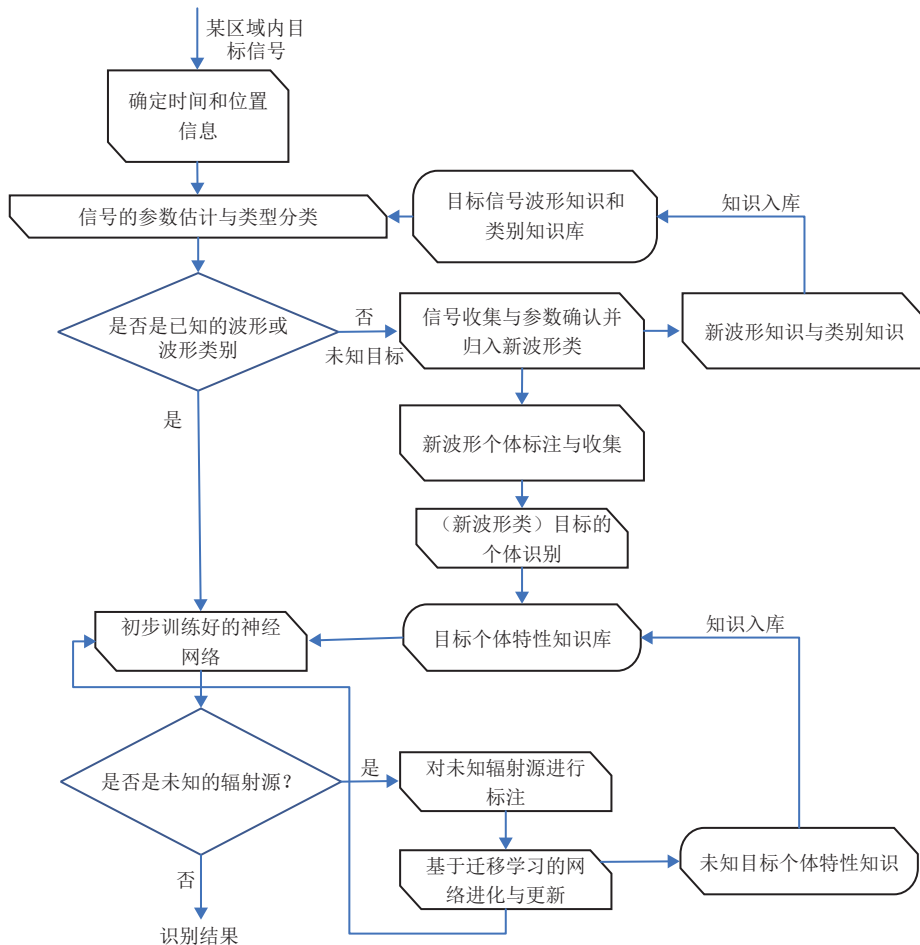 某区域内目
标信号
确定时间和位置
信息
信号的参数估计与类型分类
目标信号波形知识和
类别知识库
知识入库
是否是已知的波形或
波形类别
否
未知目标
信号收集与参数确认并
归入新波形类
新波形知识与类别知识
是
新波形个体标注与收集
（新波形类）目标的
个体识别
初步训练好的神经
网络
目标个体特性知识库
知识入库
是否是未知的辐射源？
是
对未知辐射源进行
标注
基于迁移学习的网
络进化与更新
未知目标个体特性知识
否
识别结果